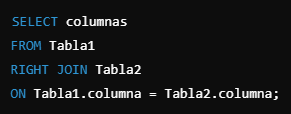 SELECT columnas
FROM Tabla1
RIGHT JOIN Tabla2
ON Tabla1.columna = Tabla2.columna;